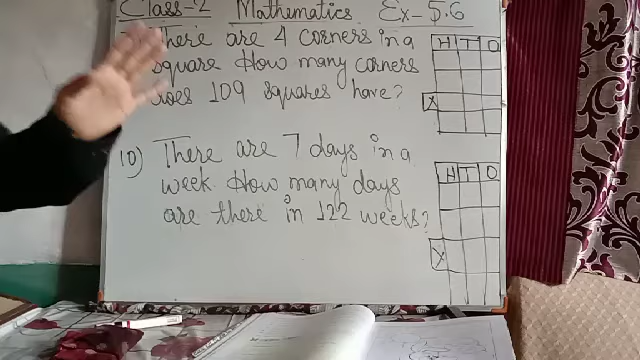 Class-2 Mathematics Ex-5.6
There are 4 corners in a
square How many corners
does 109 squares have?
H T O
X
10) There are 7 days in a
week How many days
are there in 122 weeks?
H T O
X